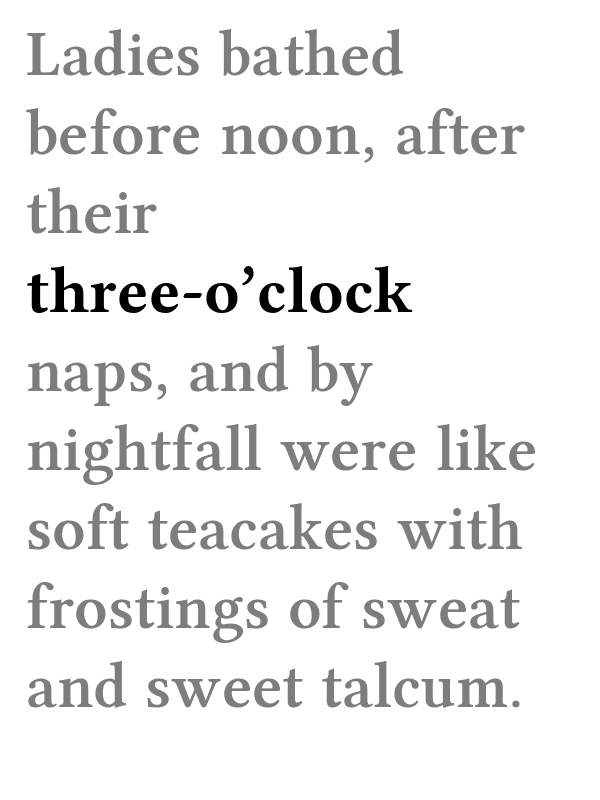 Ladies bathed
before noon, after
their
three-o’clock
naps, and by
nightfall were like
soft teacakes with
frostings of sweat
and sweet talcum.